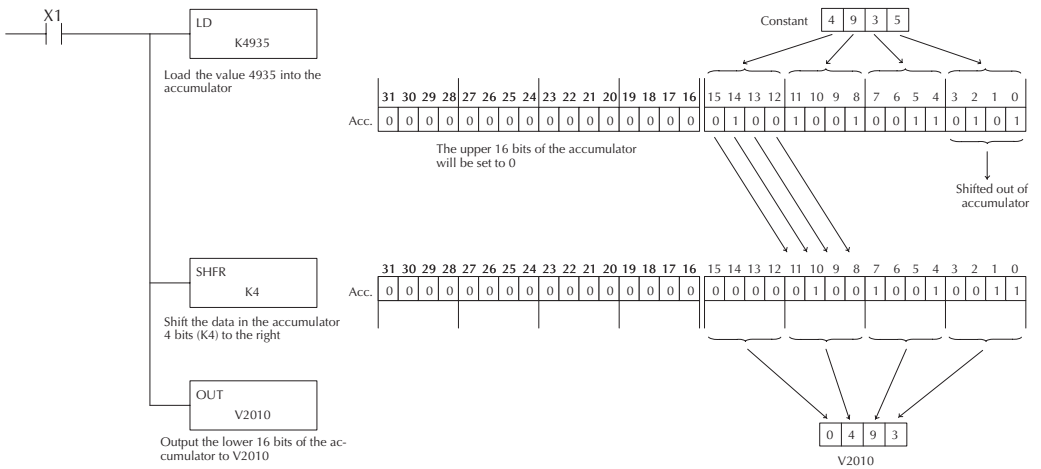 X1
LD
K4935
Load the value 4935 into the
accumulator
Constant 4 9 3 5
31 30 29 28 27 26 25 24 23 22 21 20 19 18 17 16 15 14 13 12 11 10 9 8 7 6 5 4 3 2 1 0
Acc. 0 0 0 0 0 0 0 0 0 0 0 0 0 0 0 0 0 1 0 0 1 0 0 1 0 0 1 1 0 1 0 1
The upper 16 bits of the accumulator
will be set to 0
Shifted out of
accumulator
SHFR
K4
Shift the data in the accumulator
4 bits (K4) to the right
31 30 29 28 27 26 25 24 23 22 21 20 19 18 17 16 15 14 13 12 11 10 9 8 7 6 5 4 3 2 1 0
Acc. 0 0 0 0 0 0 0 0 0 0 0 0 0 0 0 0 0 0 0 0 0 1 0 0 1 0 0 1 0 0 1 1
OUT
V2010
Output the lower 16 bits of the ac-
cumulator to V2010
0 4 9 3
V2010